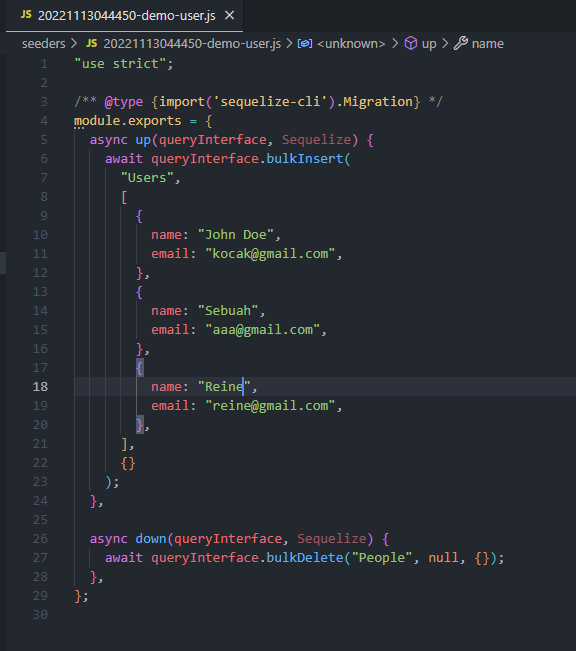 JS 20221113044450-demo-user.js ×
seeders > JS 20221113044450-demo-user.js > <unknown> > up > name
1 "use strict";
2
3 /** @type {import('sequelize-cli').Migration} */
4 module.exports = {
5   async up(queryInterface, Sequelize) {
6     await queryInterface.bulkInsert(
7       "Users",
8       [
9         {
10           name: "John Doe",
11           email: "kocak@gmail.com",
12         },
13         {
14           name: "Sebuah",
15           email: "aaa@gmail.com",
16         },
17         {
18           name: "Reine",
19           email: "reine@gmail.com",
20         },
21       ],
22       {}
23     );
24   },
25
26   async down(queryInterface, Sequelize) {
27     await queryInterface.bulkDelete("People", null, {});
28   },
29 };
30